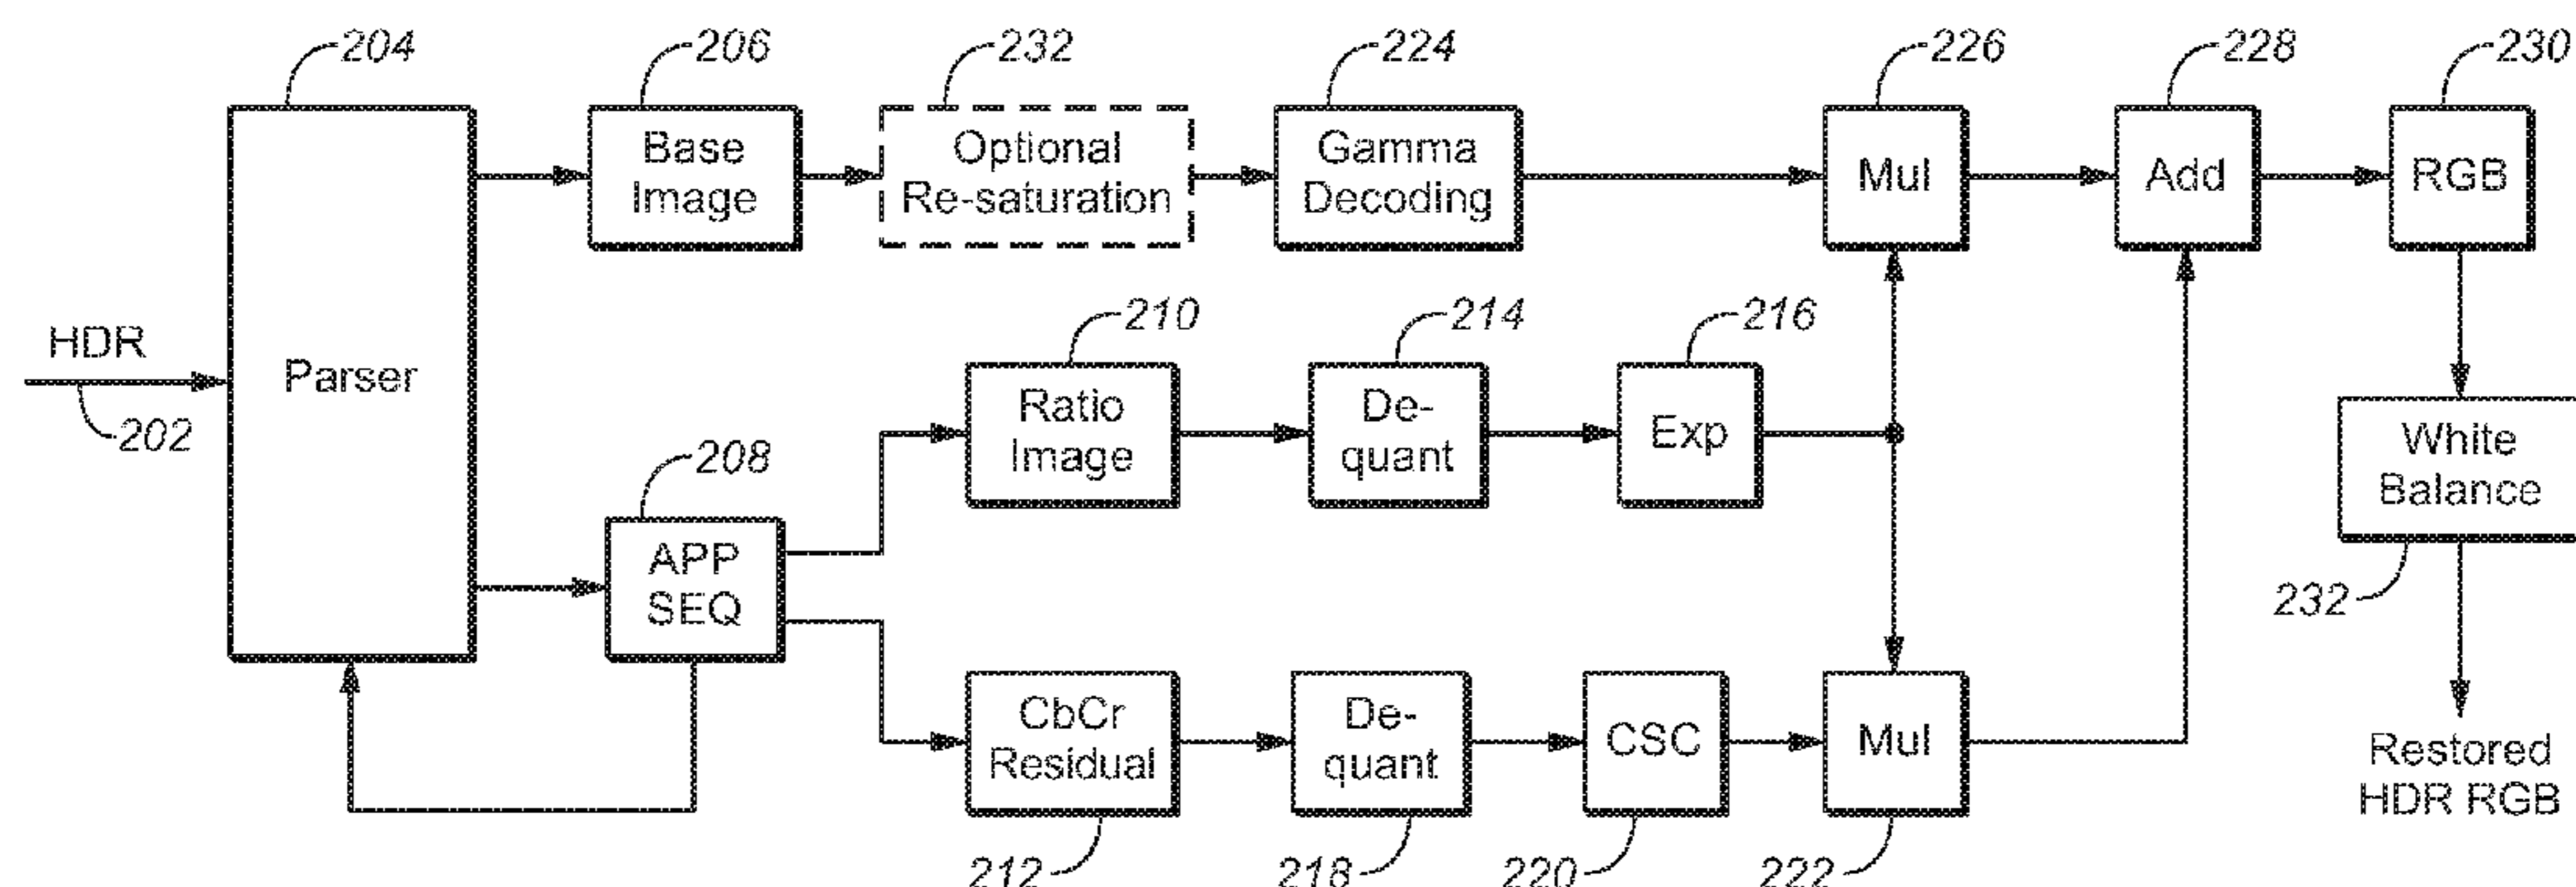 204
206
232
224
226
228
230
Base
Image
Optional
Re-saturation
Gamma
Decoding
Mul
Add
RGB
HDR
202
Parser
210
214
216
Ratio
Image
De-
quant
Exp
White
Balance
232
208
APP
SEQ
CbCr
Residual
De-
quant
CSC
Mul
Restored
HDR RGB
212
218
220
222